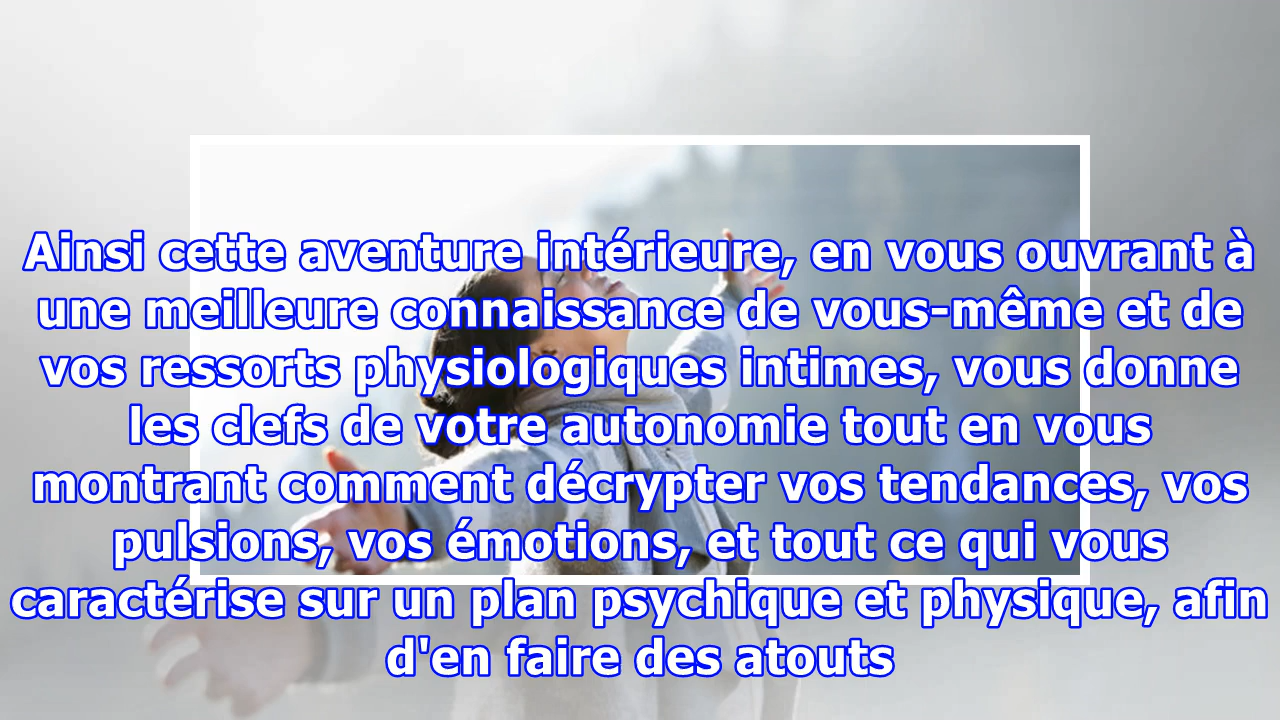 Ainsi cette aventure intérieure, en vous ouvrant à
une meilleure connaissance de vous-même et de
vos ressorts physiologiques intimes, vous donne
les clefs de votre autonomie tout en vous
montrant comment décrypter vos tendances, vos
pulsions, vos émotions, et tout ce qui vous
caractérise sur un plan psychique et physique, afin
d'en faire des atouts